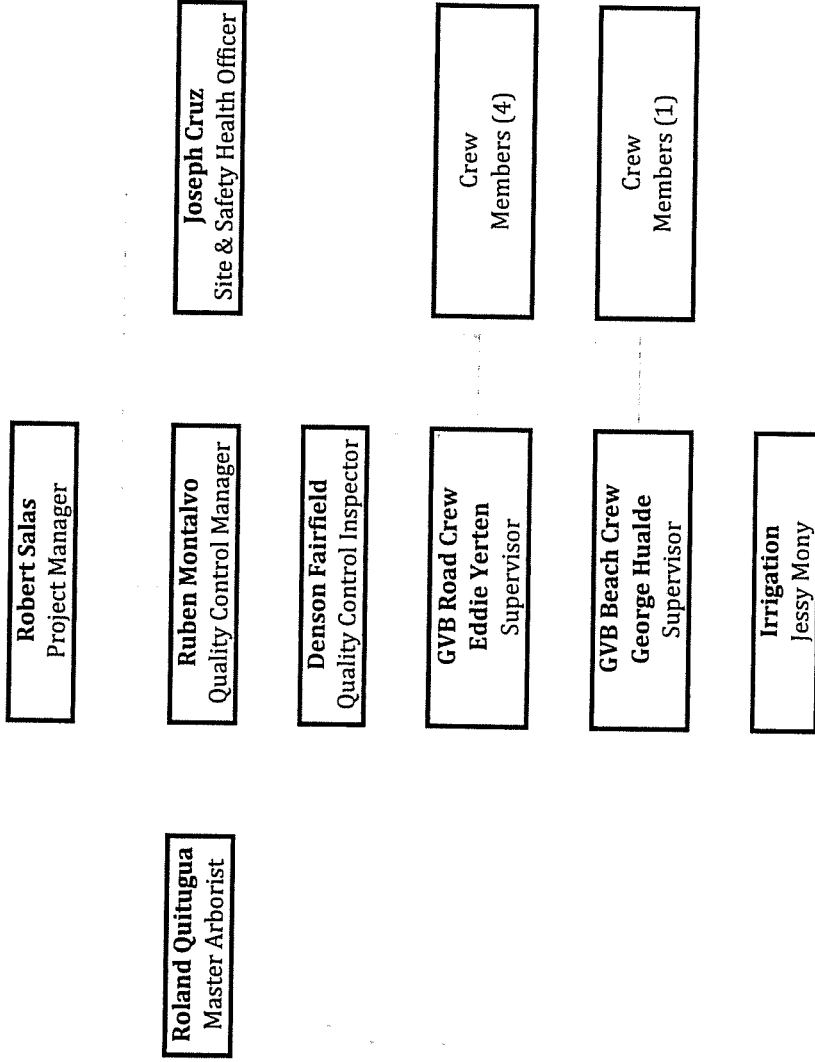 Robert Salas
Project Manager
Roland Quitugua
Master Arborist
Ruben Montalvo
Quality Control Manager
Joseph Cruz
Site & Safety Health Officer
Denson Fairfield
Quality Control Inspector
GVB Road Crew
Eddie Yerten
Supervisor
Crew
Members (4)
GVB Beach Crew
George Hualde
Supervisor
Crew
Members (1)
Irrigation
Jessy Mony